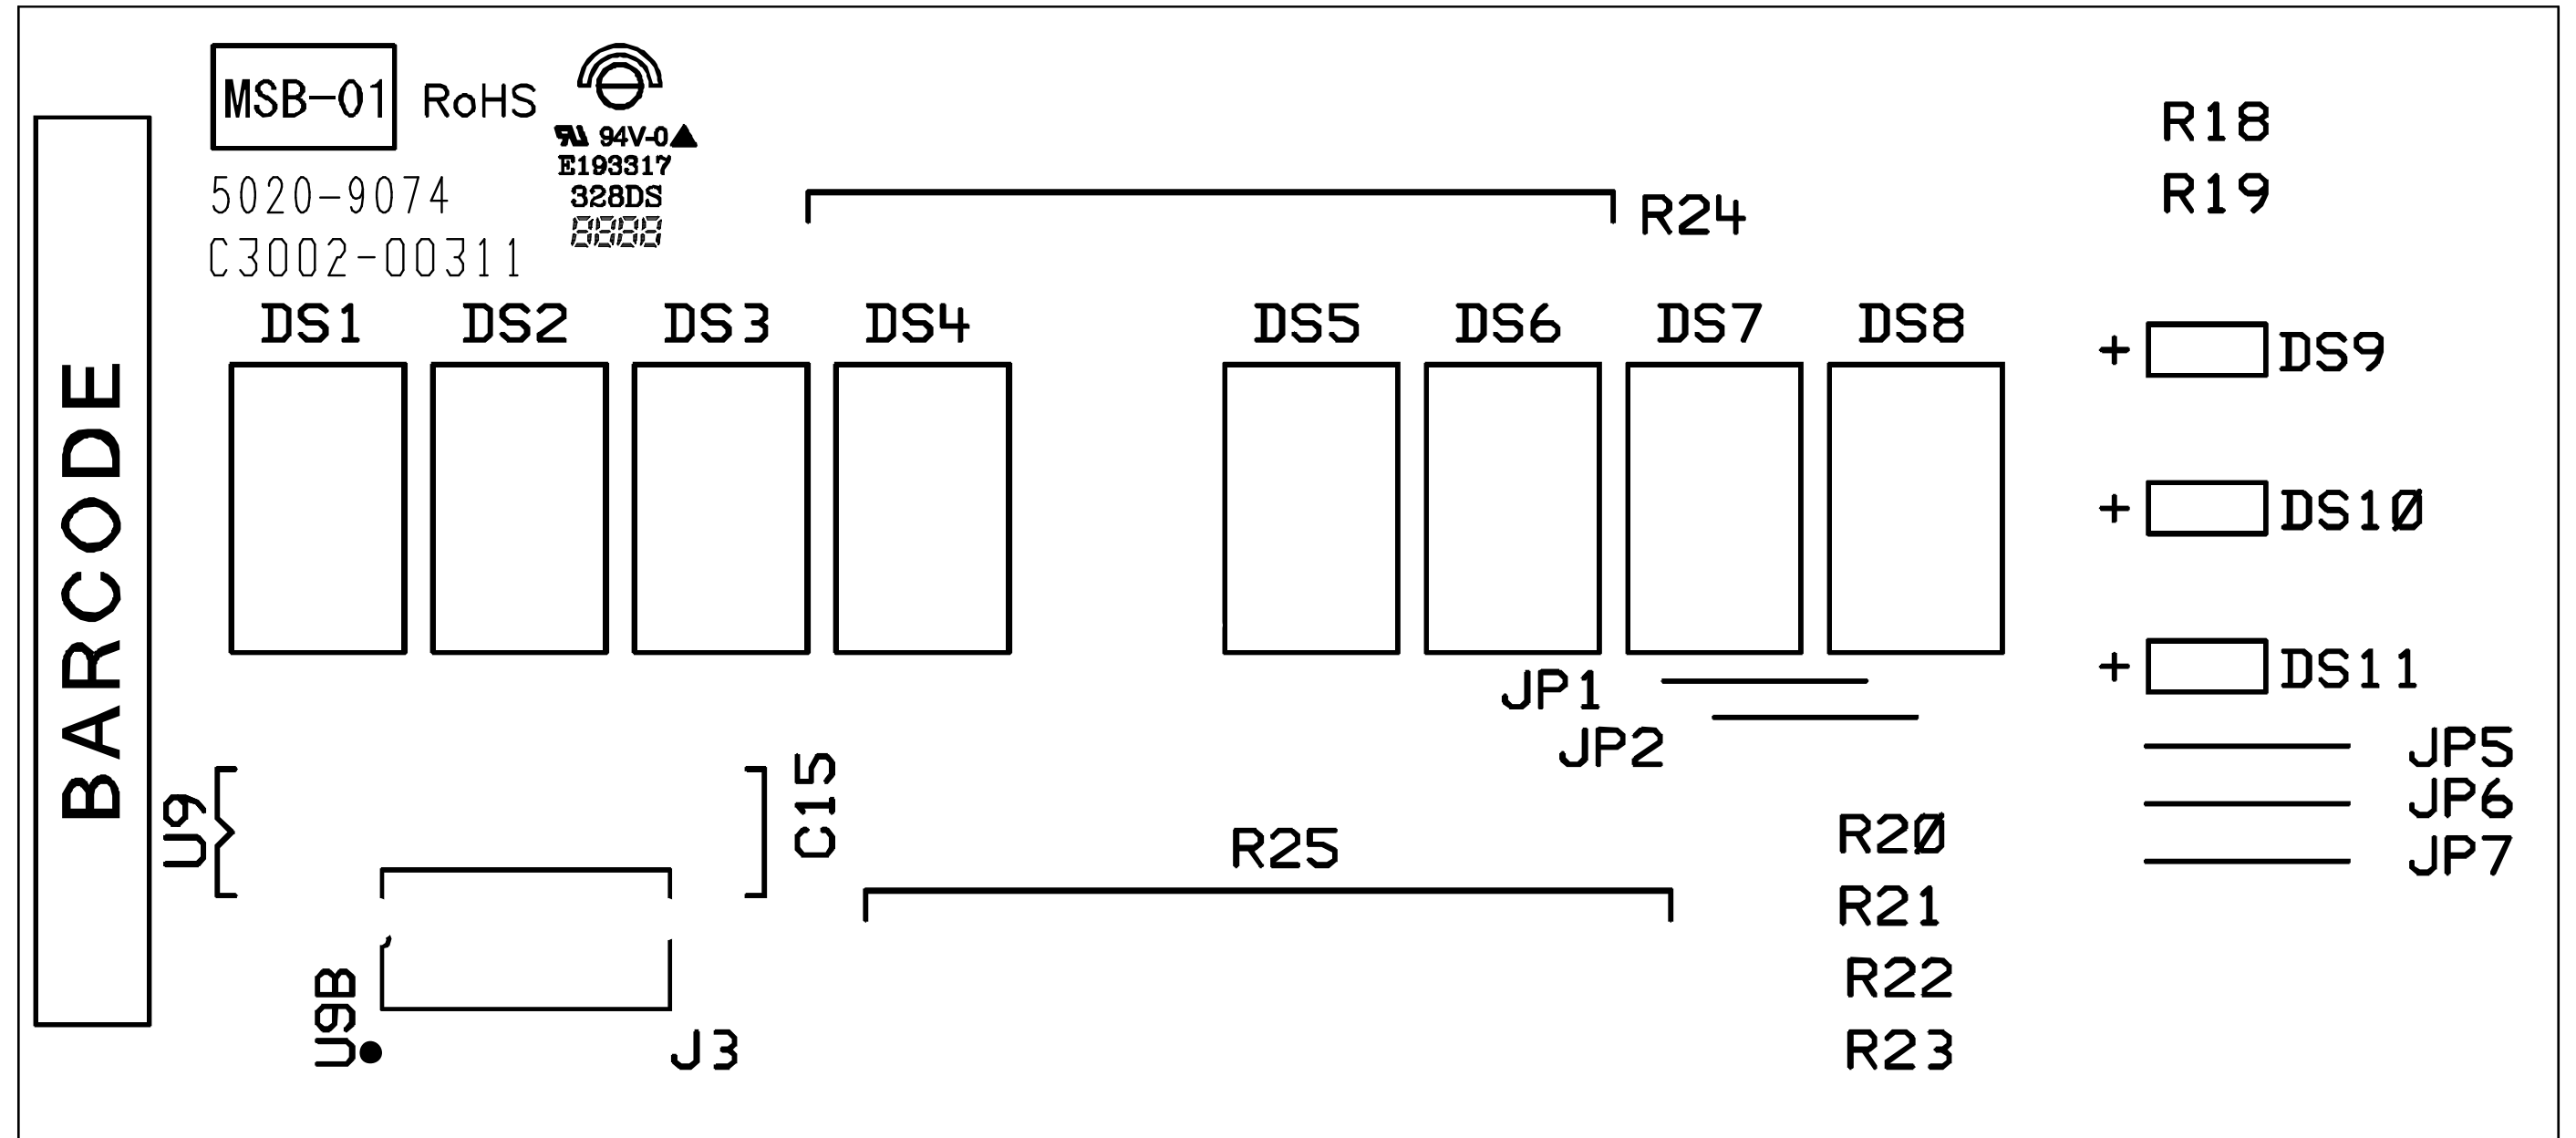 MSB-01 RoHS
94V-0
E193317
328DS
8888
5020-9074
C3002-00311
BARCODE
R18
R19
R24
DS1 DS2 DS3 DS4 DS5 DS6 DS7 DS8
+ DS9
+ DS10
+ DS11
JP1
JP2
JP5
JP6
JP7
U9
C15
R25
R20
R21
R22
R23
U9B
J3